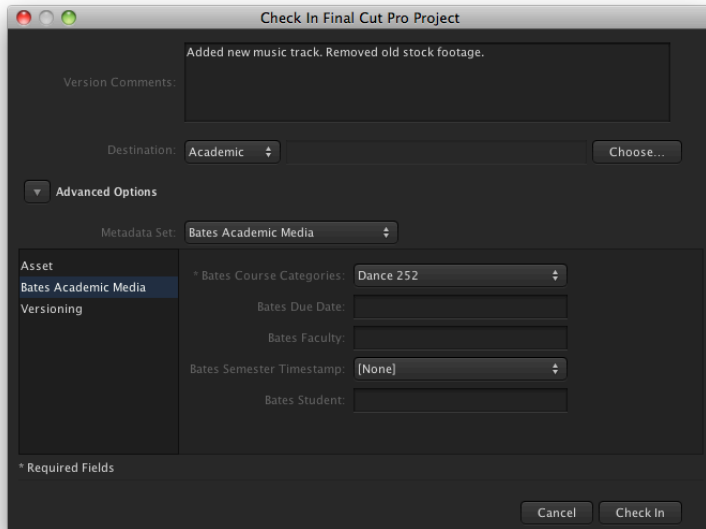 Check In Final Cut Pro Project
Version Comments: Added new music track. Removed old stock footage.
Destination: Academic Choose...
Advanced Options
Metadata Set: Bates Academic Media
Asset
Bates Academic Media
Versioning
* Bates Course Categories: Dance 252
Bates Due Date:
Bates Faculty:
Bates Semester Timestamp: [None]
Bates Student:
* Required Fields
Cancel Check In